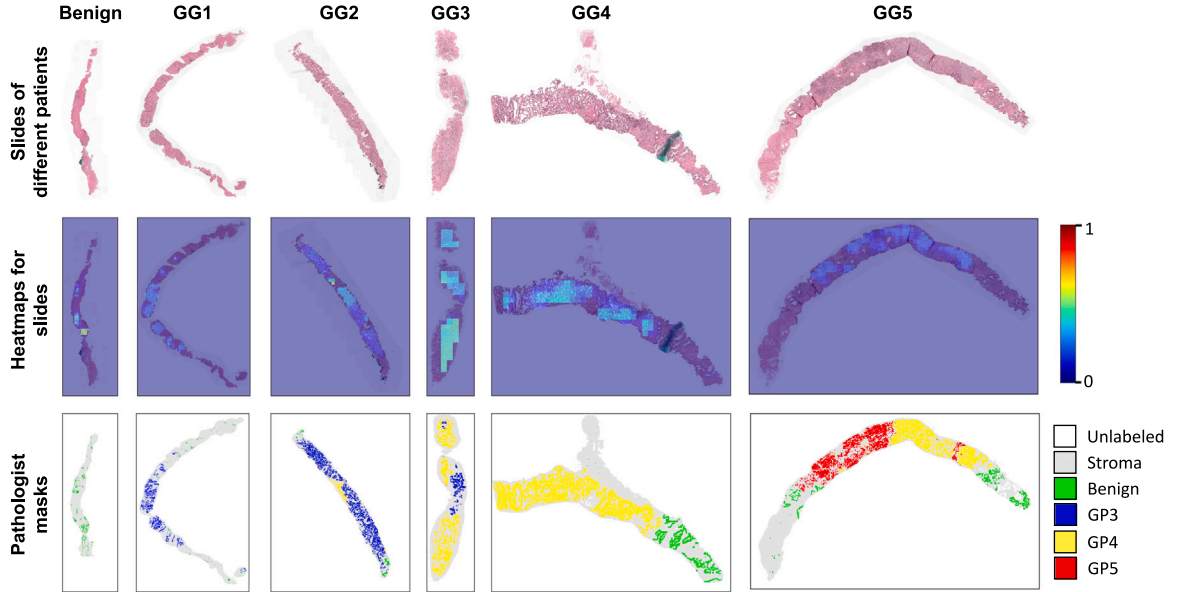 Benign GG1 GG2 GG3 GG4 GG5
Slides of
different patients
Heatmaps for
slides
1
0
Pathologist
masks
Unlabeled
Stroma
Benign
GP3
GP4
GP5